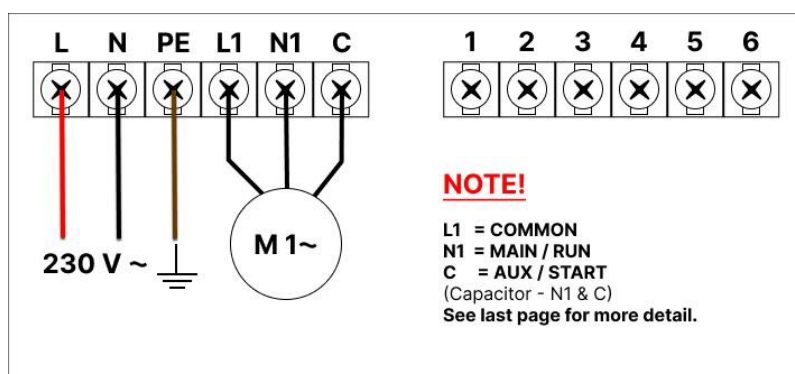 L N PE L1 N1 C
1 2 3 4 5 6
NOTE!
L1 = COMMON
N1 = MAIN / RUN
C = AUX / START
(Capacitor - N1 & C)
See last page for more detail.
230 V ~
M 1~